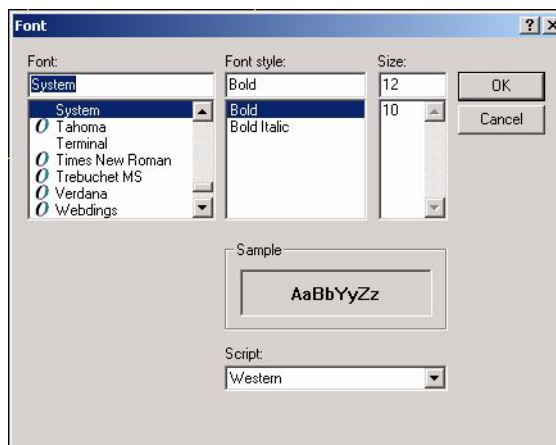 Font
Font:
System
System
Tahoma
Terminal
Times New Roman
Trebuchet MS
Verdana
Webdings
Font style:
Bold
Bold
Bold Italic
Size:
12
10
OK
Cancel
Sample
AaBbYyZz
Script:
Western